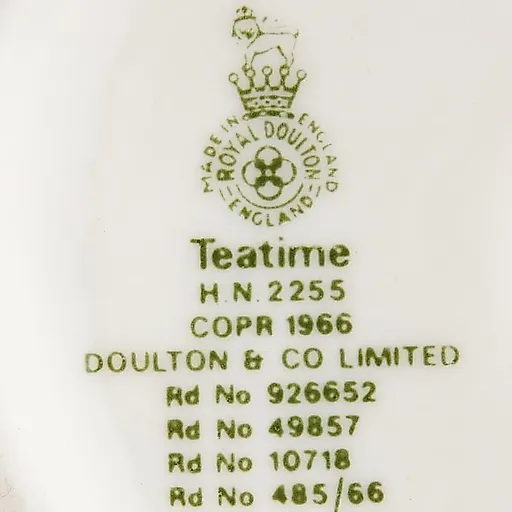 MADE IN ENGLAND
ROYAL DOULTON
ENGLAND
Teatime
H.N.2255
COPR 1966
DOULTON & CO LIMITED
Rd No 926652
Rd No 49857
Rd No 10718
Rd No 485/66